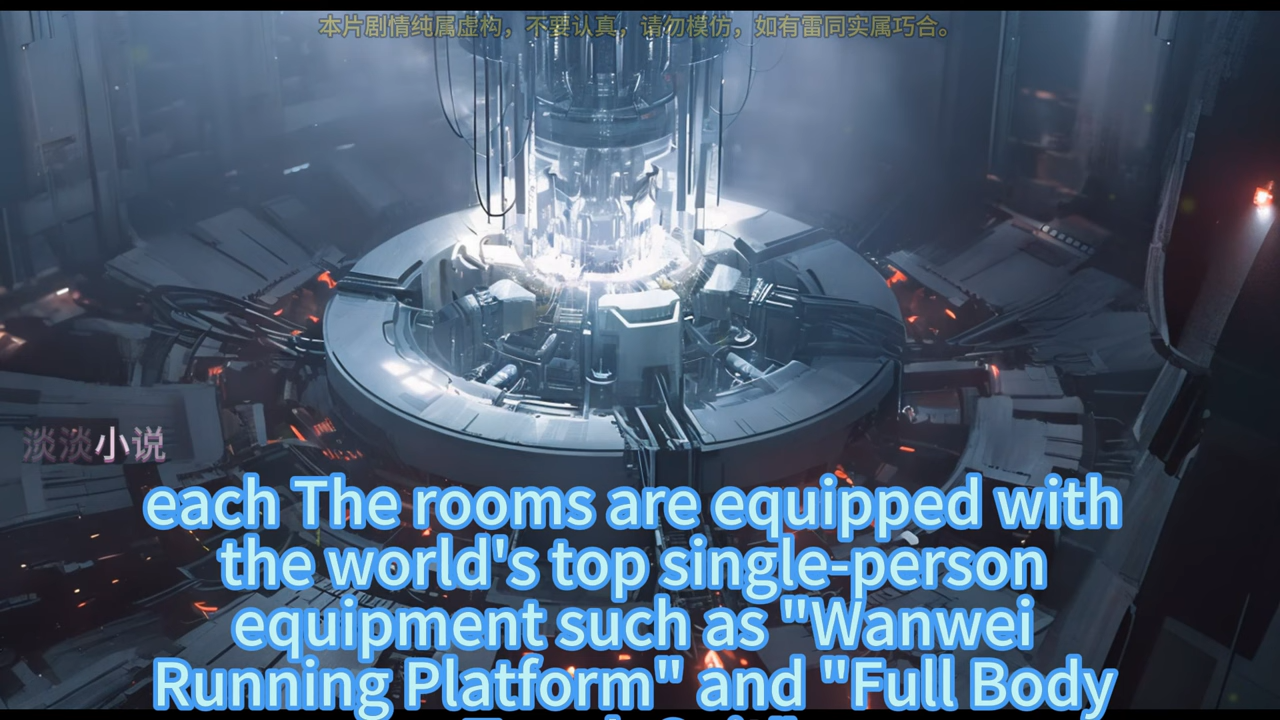 本片剧情纯属虚构，不要认真，请勿模仿，如有雷同实属巧合。
淡淡小说
each The rooms are equipped with
the world's top single-person
equipment such as "Wanwei
Running Platform" and "Full Body